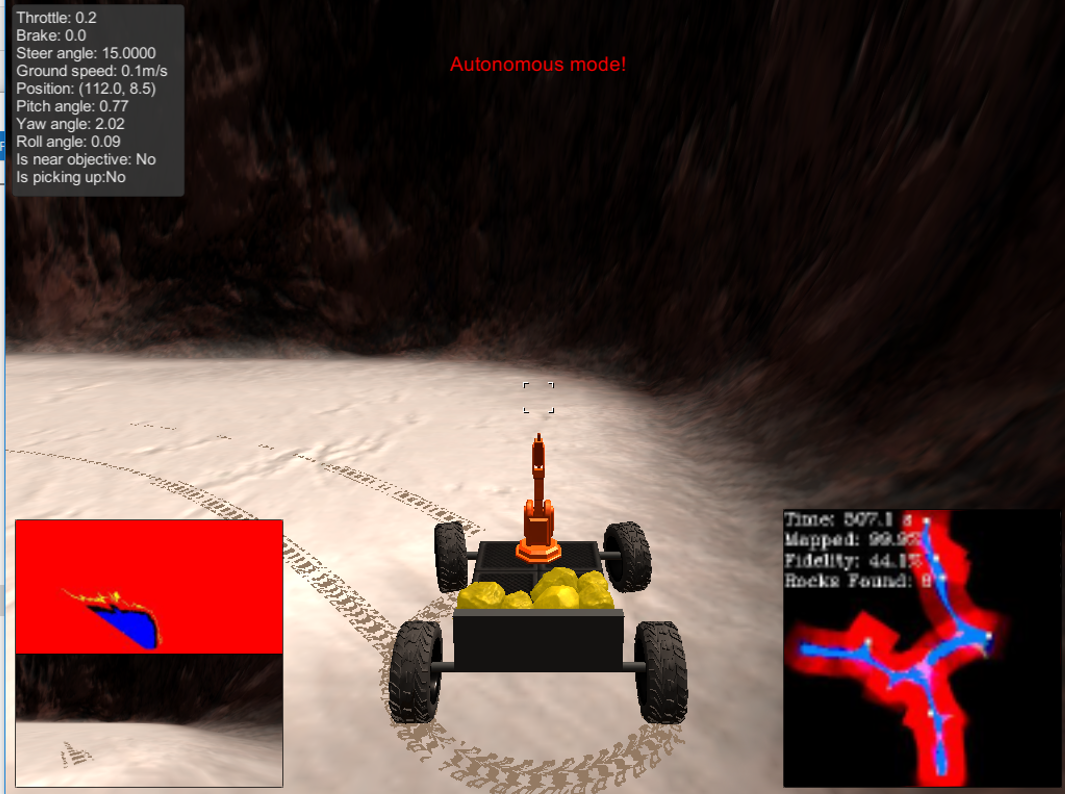 Throttle: 0.2
Brake: 0.0
Steer angle: 15.0000
Ground speed: 0.1m/s
Position: (112.0, 8.5)
Pitch angle: 0.77
Yaw angle: 2.02
Roll angle: 0.09
Is near objective: No
Is picking up:No
Autonomous mode!
Time: 507.1 s
Mapped: 99.9%
Fidelity: 44.1%
Rocks Found: